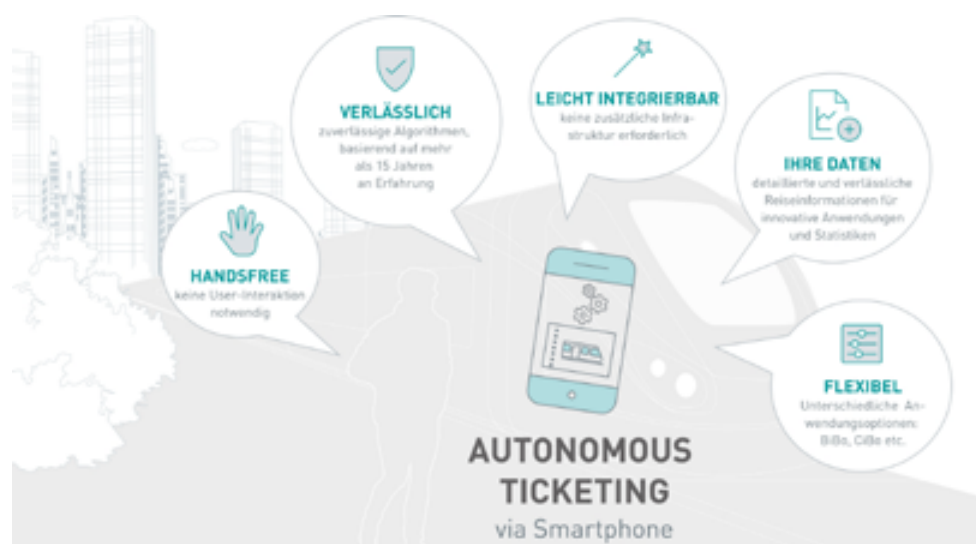 VERLÄSSLICH
zuverlässige Algorithmen,
basierend auf mehr
als 15 Jahren
an Erfahrung
LEICHT INTEGRIERBAR
keine zusätzliche Infra-
struktur erforderlich
IHRE DATEN
detaillierte und verlässliche
Reiseinformationen für
innovative Anwendungen
und Statistiken
HANDSFREE
keine User-Interaktion
notwendig
FLEXIBEL
Unterschiedliche An-
wendungsoptionen:
BiBo, CiBo etc.
AUTONOMOUS
TICKETING
via Smartphone